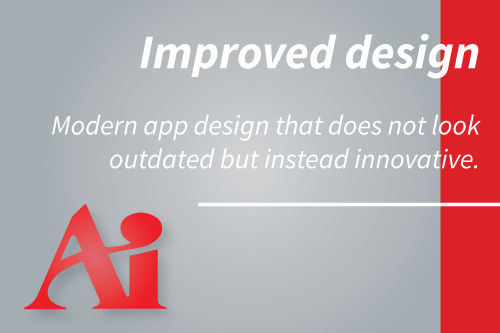 Improved design
Modern app design that does not look
outdated but instead innovative.
Ai